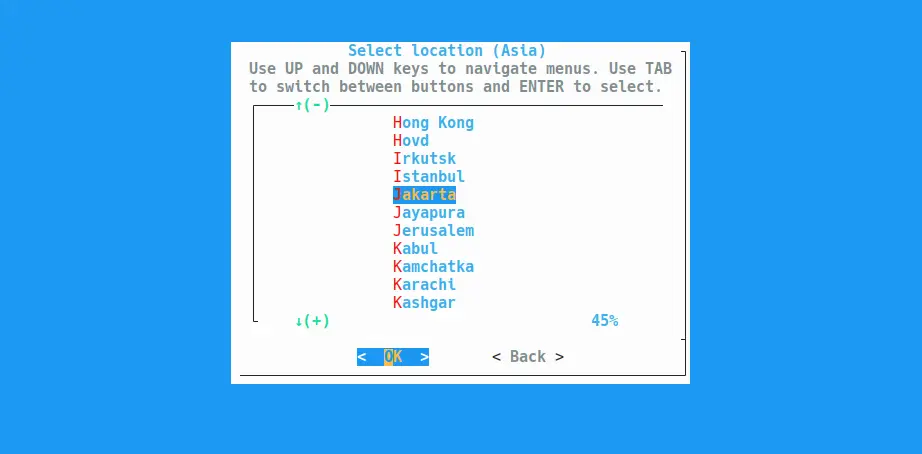 Select location (Asia)
Use UP and DOWN keys to navigate menus. Use TAB
to switch between buttons and ENTER to select.
↑(-)
Hong Kong
Hovd
Irkutsk
Istanbul
Jakarta
Jayapura
Jerusalem
Kabul
Kamchatka
Karachi
Kashgar
↓(+) 45%
< OK > < Back >